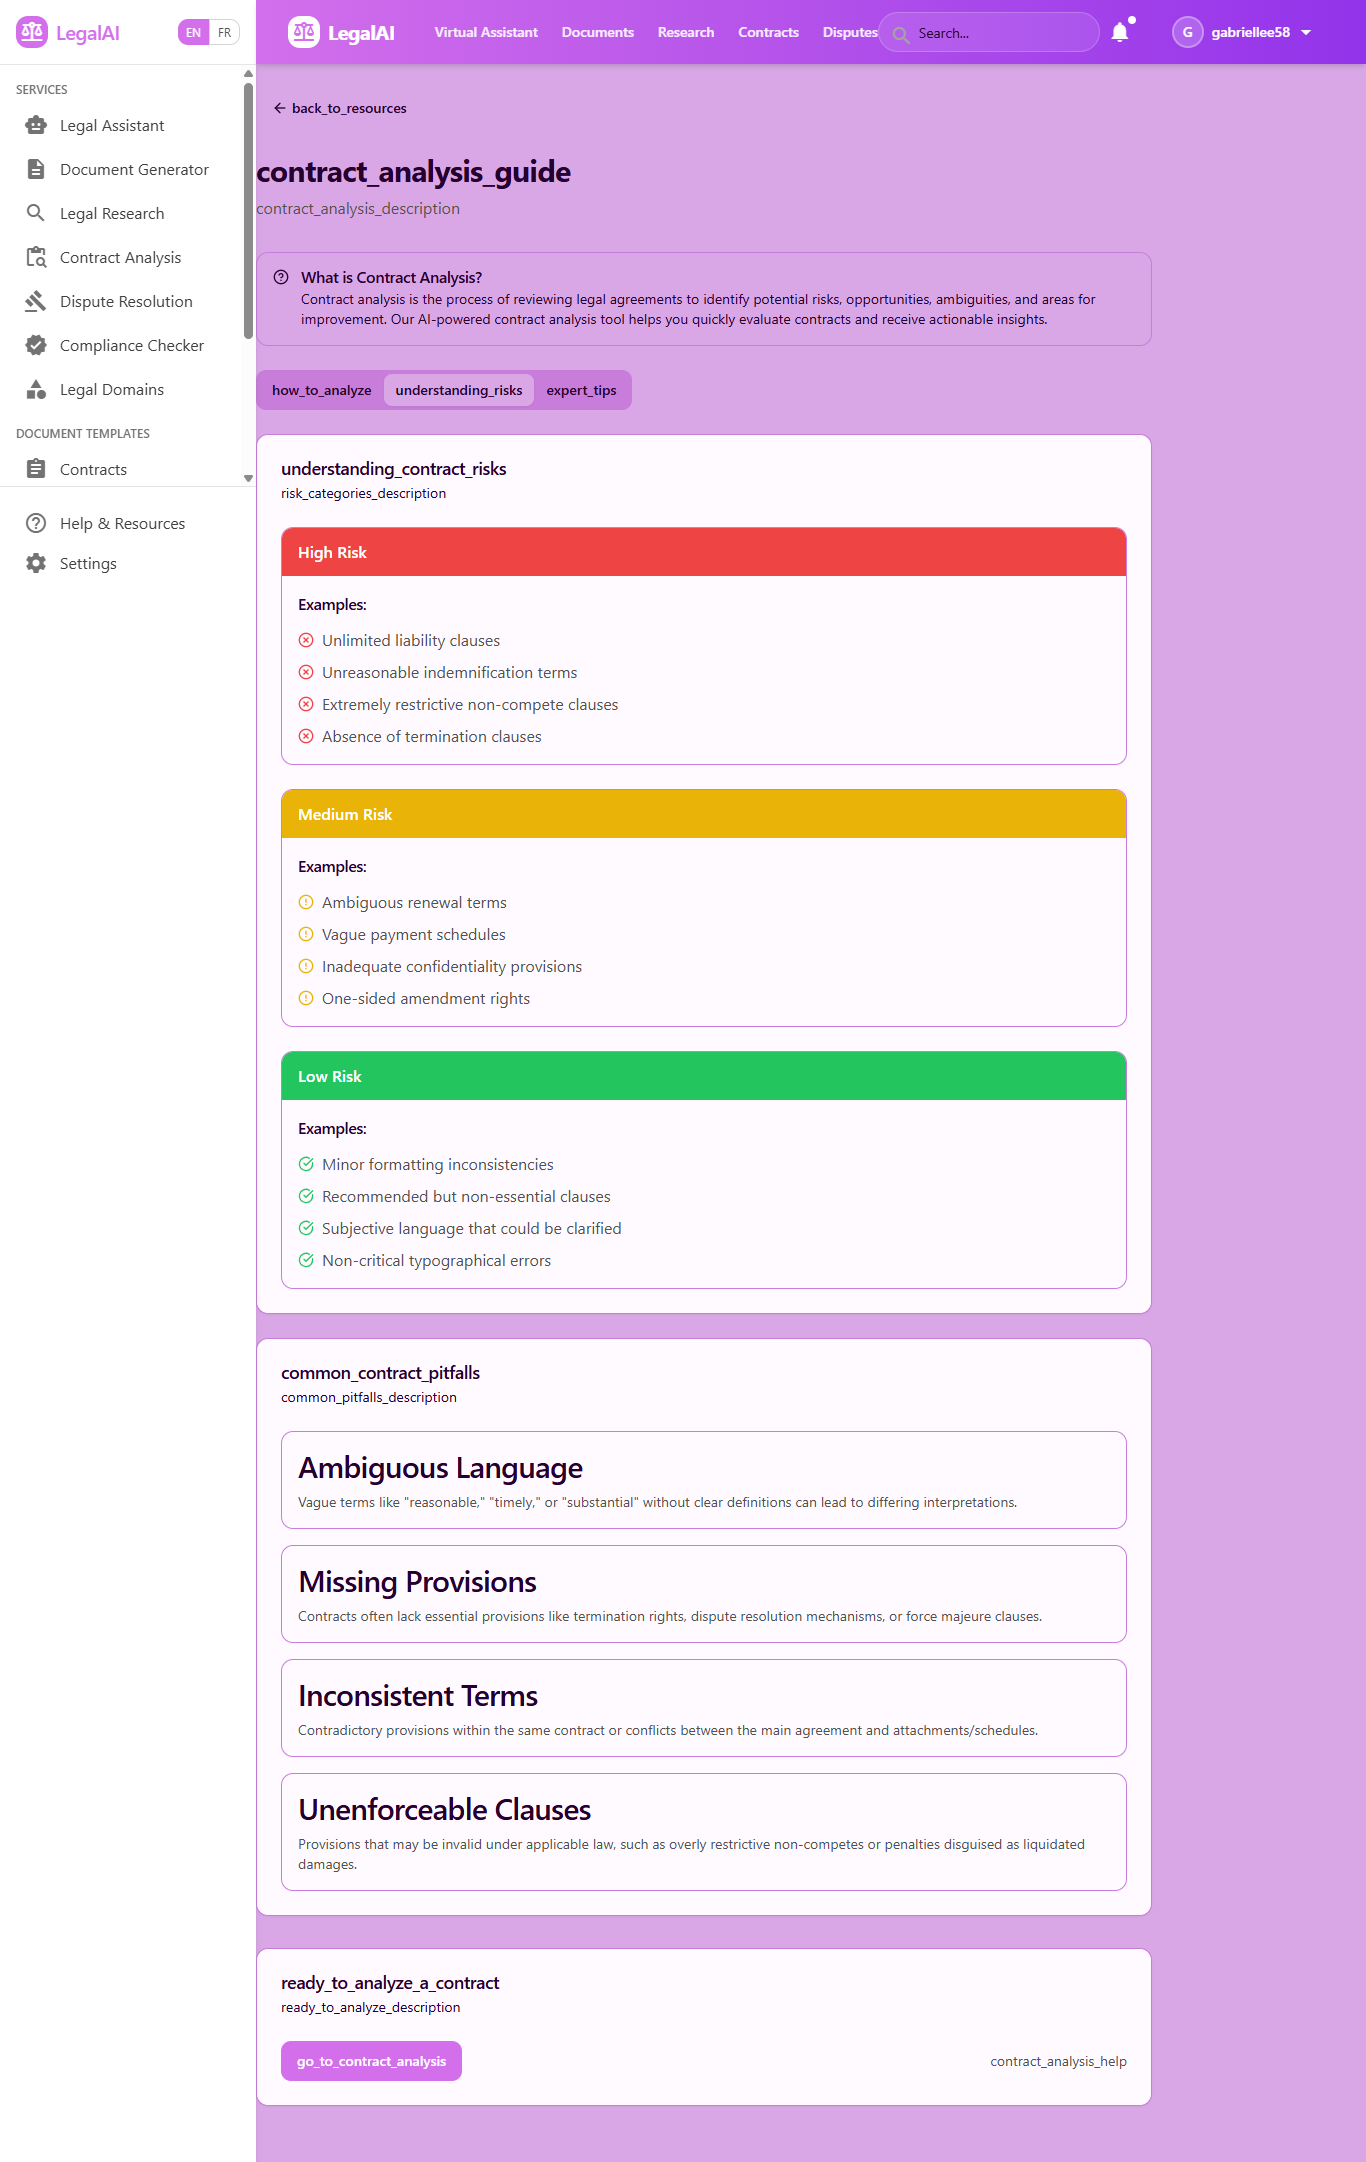 LegalAI
EN FR
SERVICES
Legal Assistant
Document Generator
Legal Research
Contract Analysis
Dispute Resolution
Compliance Checker
Legal Domains
DOCUMENT TEMPLATES
Contracts
Help & Resources
Settings
LegalAI Virtual Assistant Documents Research Contracts Disputes Search... G gabriellee58
back_to_resources
contract_analysis_guide
contract_analysis_description
What is Contract Analysis?
Contract analysis is the process of reviewing legal agreements to identify potential risks, opportunities, ambiguities, and areas for
improvement. Our AI-powered contract analysis tool helps you quickly evaluate contracts and receive actionable insights.
how_to_analyze understanding_risks expert_tips
understanding_contract_risks
risk_categories_description
High Risk
Examples:
Unlimited liability clauses
Unreasonable indemnification terms
Extremely restrictive non-compete clauses
Absence of termination clauses
Medium Risk
Examples:
Ambiguous renewal terms
Vague payment schedules
Inadequate confidentiality provisions
One-sided amendment rights
Low Risk
Examples:
Minor formatting inconsistencies
Recommended but non-essential clauses
Subjective language that could be clarified
Non-critical typographical errors
common_contract_pitfalls
common_pitfalls_description
Ambiguous Language
Vague terms like "reasonable," "timely," or "substantial" without clear definitions can lead to differing interpretations.
Missing Provisions
Contracts often lack essential provisions like termination rights, dispute resolution mechanisms, or force majeure clauses.
Inconsistent Terms
Contradictory provisions within the same contract or conflicts between the main agreement and attachments/schedules.
Unenforceable Clauses
Provisions that may be invalid under applicable law, such as overly restrictive non-competes or penalties disguised as liquidated
damages.
ready_to_analyze_a_contract
ready_to_analyze_description
go_to_contract_analysis contract_analysis_help